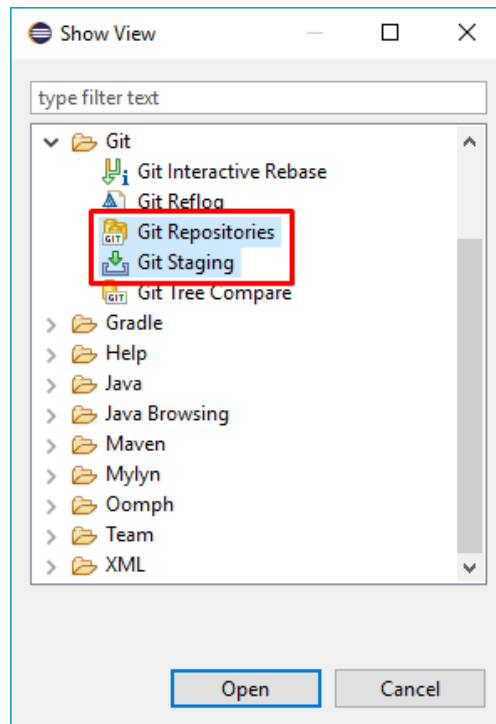 Show View
type filter text
Git
Git Interactive Rebase
Git Reflog
Git Repositories
Git Staging
Git Tree Compare
Gradle
Help
Java
Java Browsing
Maven
Mylyn
Oomph
Team
XML
Open
Cancel